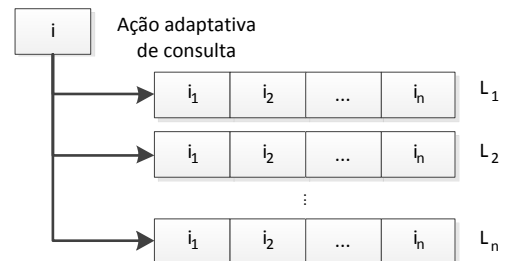 i
Ação adaptativa
de consulta
i1 i2 ... in L1
i1 i2 ... in L2
...
i1 i2 ... in Ln